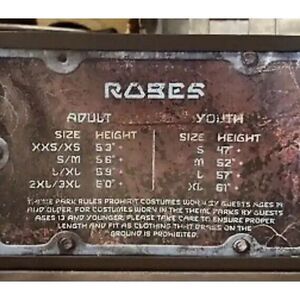 ROBES
ADULT YOUTH
SIZE HEIGHT SIZE HEIGHT
XXS/XS 5'3" + S 47"
S/M 5'6" + M 52"
L/XL 5'9" + L 57"
2XL/3XL 6'0" + XL 61"
THEME PARK RULES PROHIBIT COSTUMES WORN BY GUESTS AGES 14
AND OLDER. FOR COSTUMES WORN IN THE THEME PARKS BY GUESTS
AGES 13 AND YOUNGER, PLEASE TAKE CARE TO ENSURE PROPER
LENGTH AND FIT AS CLOTHING THAT DRAGS ON THE
GROUND IS PROHIBITED.